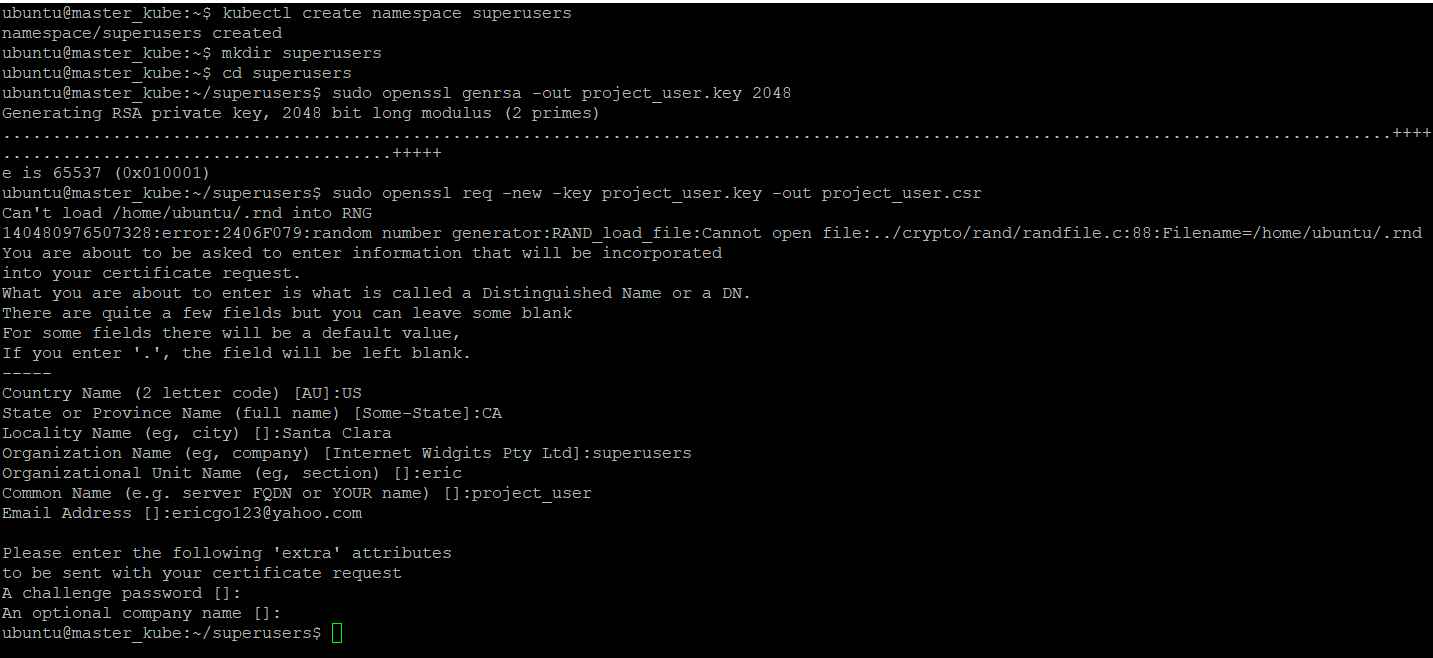 ubuntu@master_kube:~$ kubectl create namespace superusers
namespace/superusers created
ubuntu@master_kube:~$ mkdir superusers
ubuntu@master_kube:~$ cd superusers
ubuntu@master_kube:~/superusers$ sudo openssl genrsa -out project_user.key 2048
Generating RSA private key, 2048 bit long modulus (2 primes)
...........................................................................................................................................++++
.......................................+++++
e is 65537 (0x010001)
ubuntu@master_kube:~/superusers$ sudo openssl req -new -key project_user.key -out project_user.csr
Can't load /home/ubuntu/.rnd into RNG
140480976507328:error:2406F079:random number generator:RAND_load_file:Cannot open file:../crypto/rand/randfile.c:88:Filename=/home/ubuntu/.rnd
You are about to be asked to enter information that will be incorporated
into your certificate request.
What you are about to enter is what is called a Distinguished Name or a DN.
There are quite a few fields but you can leave some blank
For some fields there will be a default value,
If you enter '.', the field will be left blank.
-----
Country Name (2 letter code) [AU]:US
State or Province Name (full name) [Some-State]:CA
Locality Name (eg, city) []:Santa Clara
Organization Name (eg, company) [Internet Widgits Pty Ltd]:superusers
Organizational Unit Name (eg, section) []:eric
Common Name (e.g. server FQDN or YOUR name) []:project_user
Email Address []:ericgo123@yahoo.com

Please enter the following 'extra' attributes
to be sent with your certificate request
A challenge password []:
An optional company name []:
ubuntu@master_kube:~/superusers$